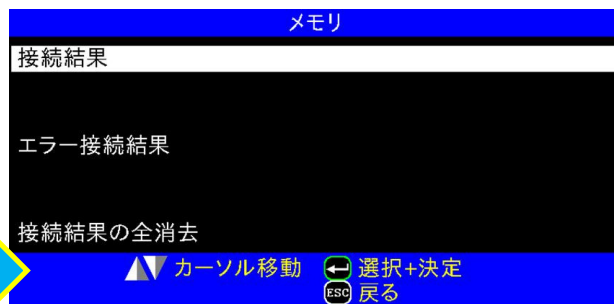 メモリ
接続結果
エラー接続結果
接続結果の全消去
カーソル移動 選択+決定
ESC 戻る